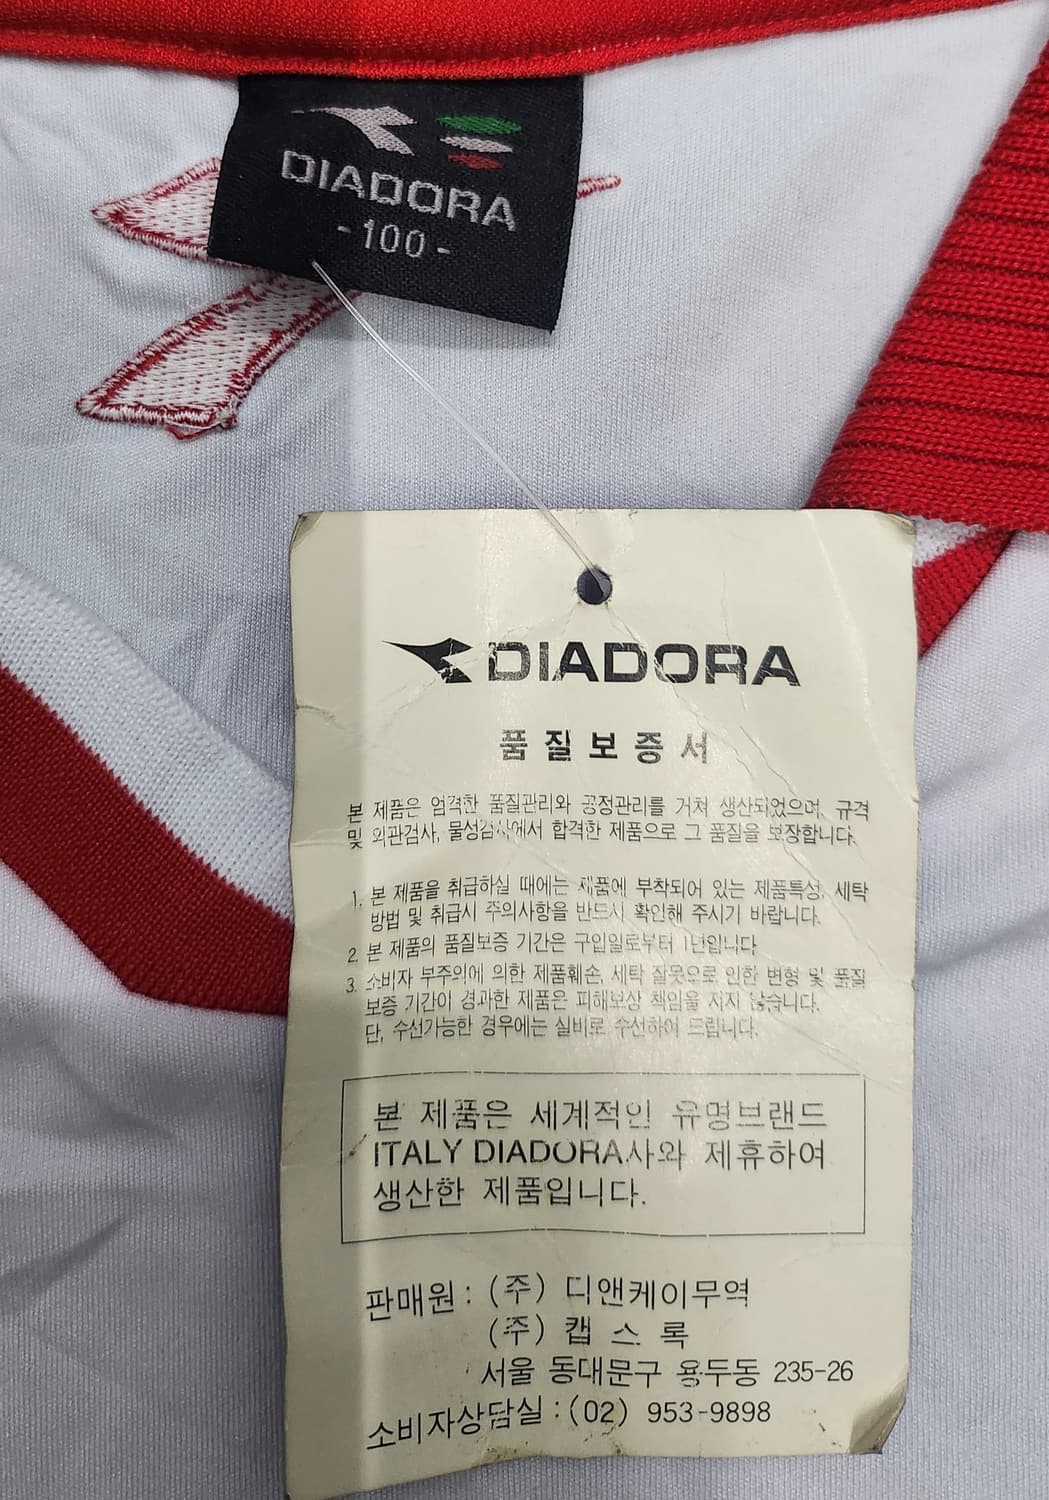 DIADORA
-100-
DIADORA
품질보증서
본 제품은 엄격한 품질관리와 공정관리를 거쳐 생산되었으며, 규격
및 외관검사, 물성검사에서 합격한 제품으로 그 품질을 보장합니다.
1. 본 제품을 취급하실 때에는 제품에 부착되어 있는 제품특성, 세탁
방법 및 취급시 주의사항을 반드시 확인해 주시기 바랍니다.
2. 본 제품의 품질보증 기간은 구입일로부터 1년입니다
3. 소비자 부주의에 의한 제품훼손, 세탁 잘못으로 인한 변형 및 품질
보증 기간이 경과한 제품은 피해보상 책임을 지지 않습니다.
단, 수선가능한 경우에는 실비로 수선하여 드립니다.
본 제품은 세계적인 유명브랜드
ITALY DIADORA사와 제휴하여
생산한 제품입니다.
판매원 : (주) 디앤케이무역
(주) 캡 스 록
서울 동대문구 용두동 235-26
소비자상담실 : (02) 953-9898